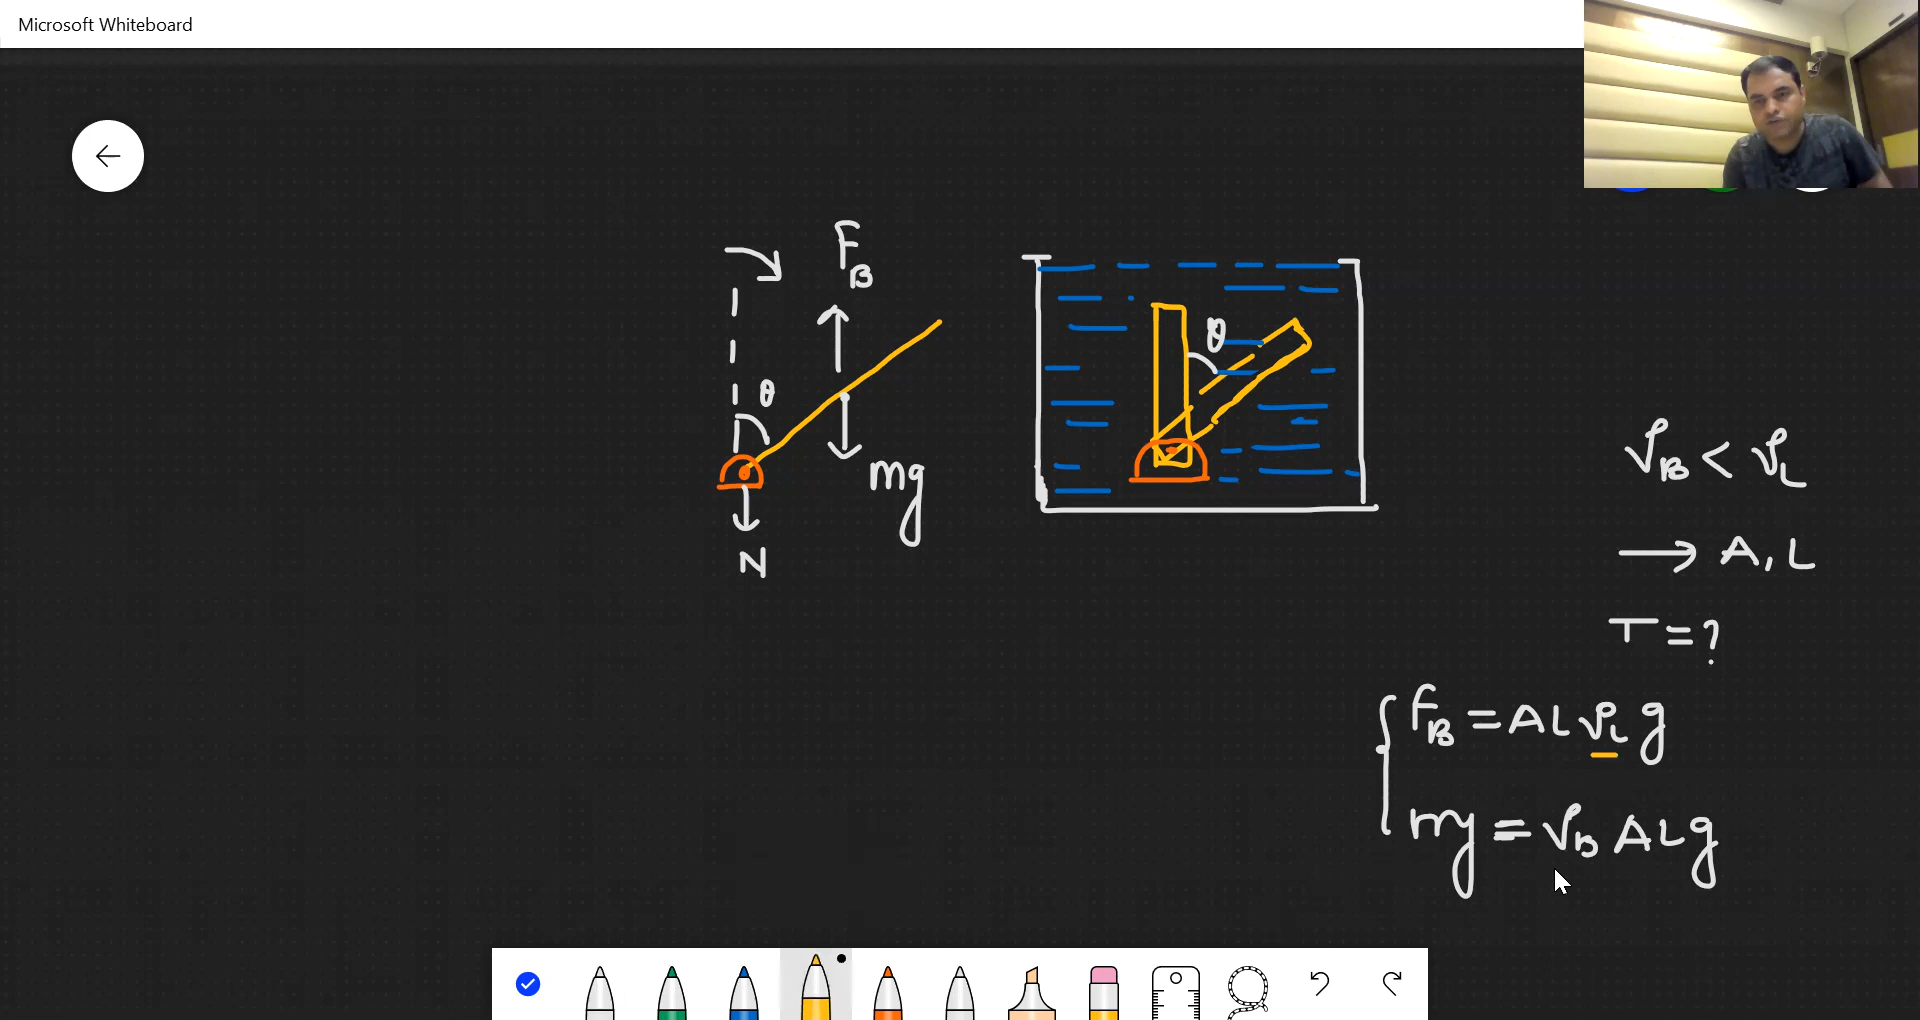 Microsoft Whiteboard
F_B
θ
mg
N
θ
ρ_B < ρ_L
→ A, L
T = ?
F_B = A L ρ_L g
mg = ρ_B A L g